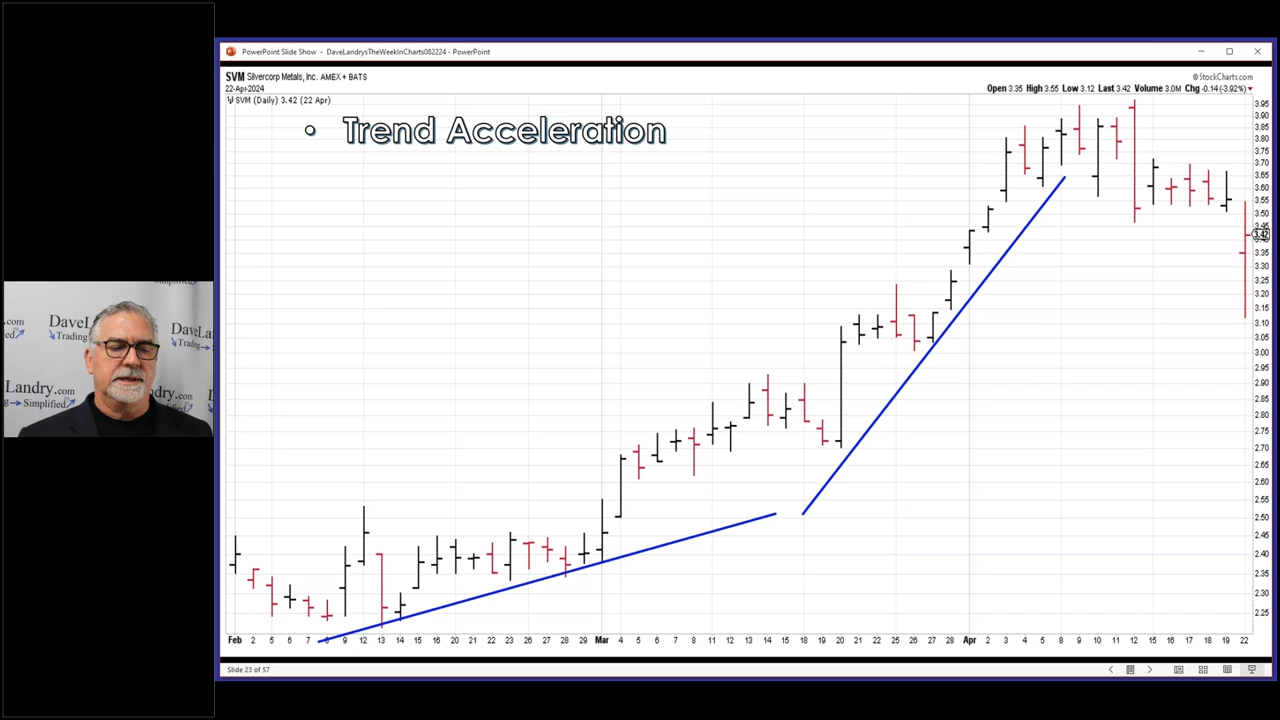 PowerPoint Slide Show - DaveLandrysTheWeekInCharts082224 - PowerPoint
SVM Silvercorp Metals, Inc. AMEX + BATS
© StockCharts.com
22-Apr-2024
Open 3.35 High 3.55 Low 3.12 Last 3.42 Volume 3.0M Chg -0.14 (-3.92%)
SVM (Daily) 3.42 (22 Apr)
Trend Acceleration
3.95
3.90
3.85
3.80
3.75
3.70
3.65
3.60
3.55
3.50
3.45
3.42
3.35
3.30
3.25
3.20
3.15
3.10
3.05
3.00
2.95
2.90
2.85
2.80
2.75
2.70
2.65
2.60
2.55
2.50
2.45
2.40
2.35
2.30
2.25
Feb 2 5 6 7 8 9 12 13 14 15 16 20 21 22 23 26 27 28 29 Mar 4 5 6 7 8 11 12 13 14 15 18 19 20 21 22 25 26 27 28 Apr 2 3 4 5 8 9 10 11 12 15 16 17 18 19 22
.com
DaveL
Trading
DaveLa
Trading
Simplified
Landry.com
Simplified
Slide 23 of 57